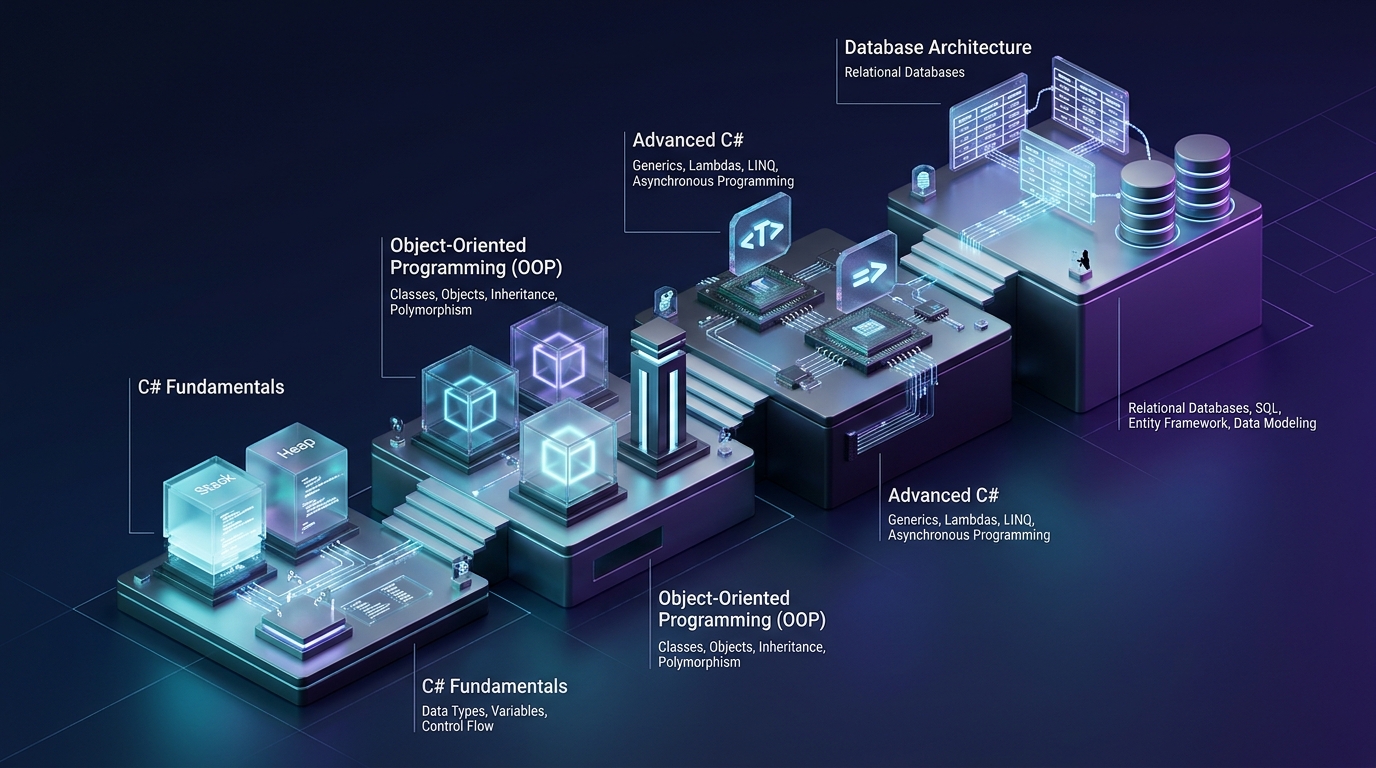 Database Architecture
Relational Databases
Advanced C#
Generics, Lambdas, LINQ,
Asynchronous Programming
<T>
=>
Object-Oriented
Programming (OOP)
Classes, Objects, Inheritance,
Polymorphism
C# Fundamentals
Heap
Stack
Relational Databases, SQL,
Entity Framework, Data Modeling
Advanced C#
Generics, Lambdas, LINQ,
Asynchronous Programming
Object-Oriented
Programming (OOP)
Classes, Objects, Inheritance,
Polymorphism
C# Fundamentals
Data Types, Variables,
Control Flow